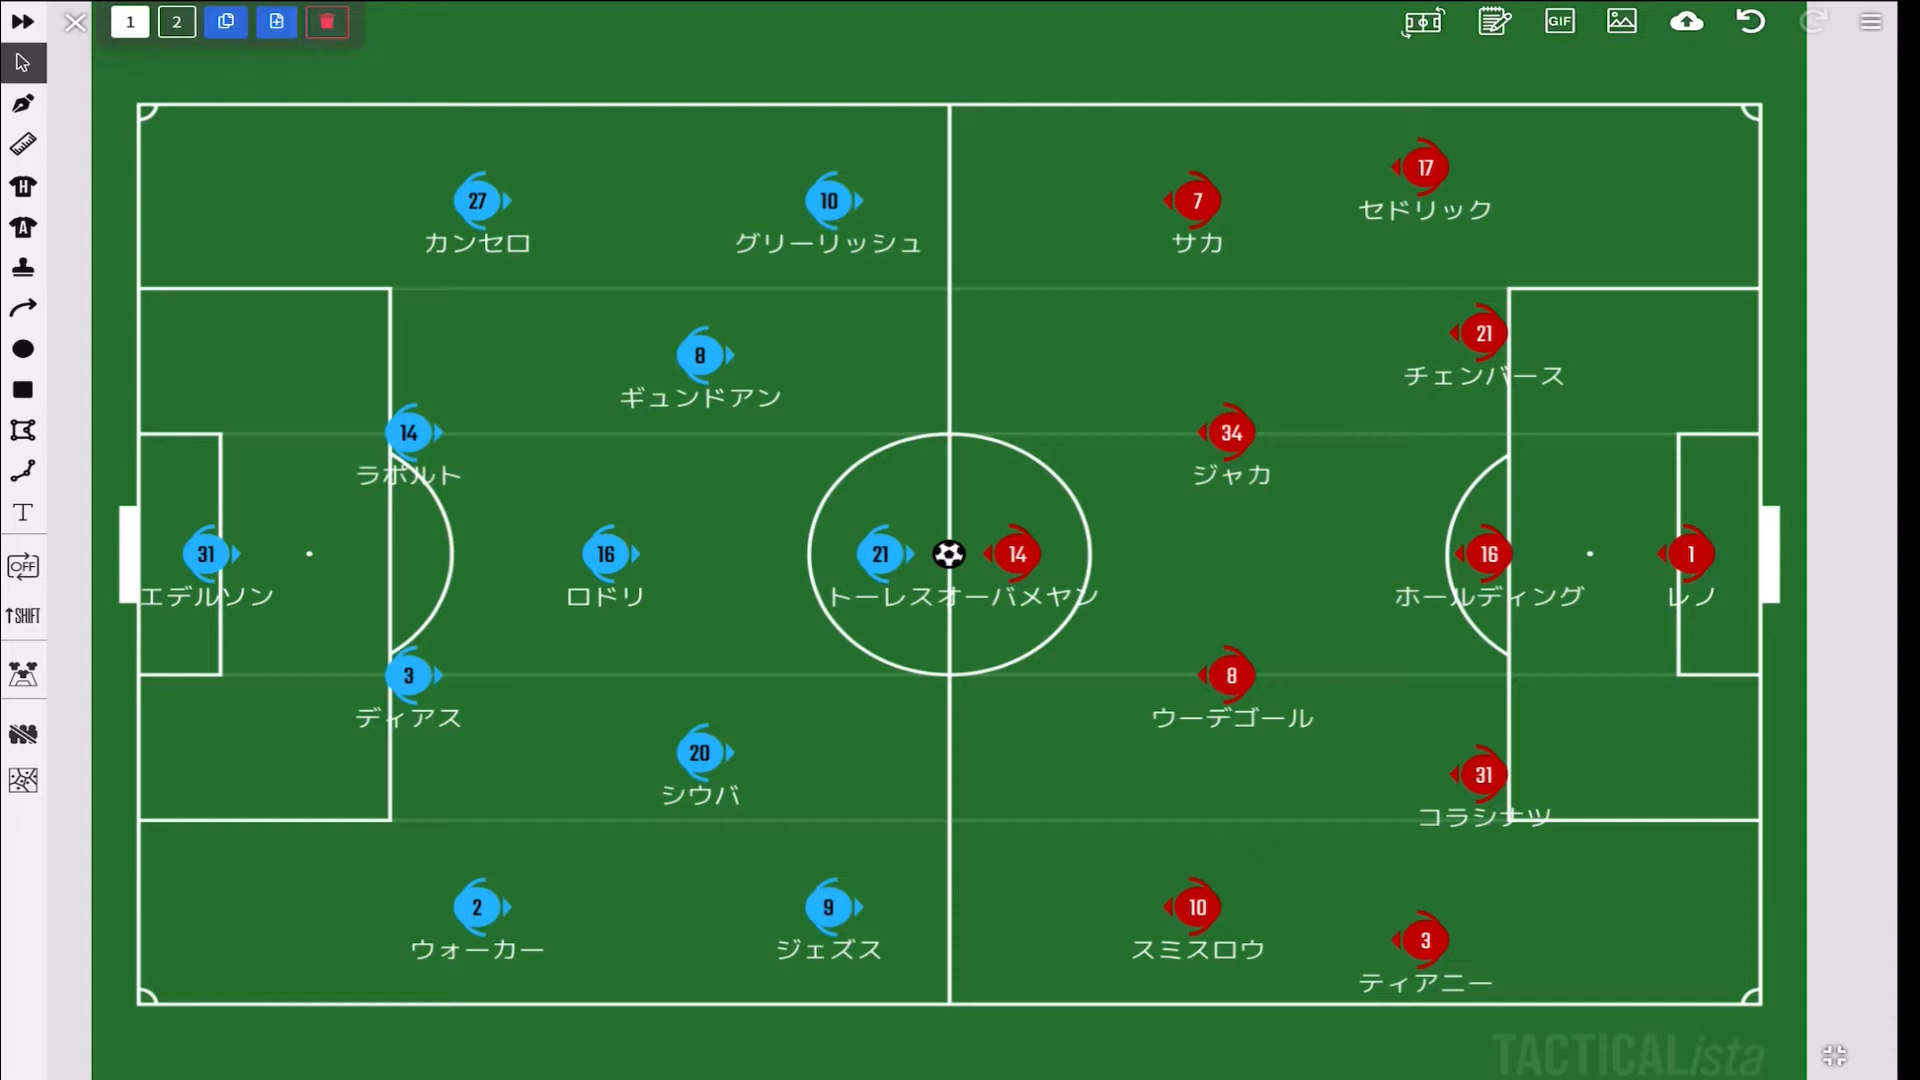 1
2
GIF
H
A
T
OFF
↑SHIFT
17
セドリック
27
カンセロ
10
グリーリッシュ
7
サカ
21
チェンバース
8
ギュンドアン
14
ラポルト
34
ジャカ
31
エデルソン
16
ロドリ
21
トーレス
14
オーバメヤン
16
ホールディング
1
レノ
3
ディアス
8
ウーデゴール
20
シウバ
31
コラシナツ
2
ウォーカー
9
ジェズス
10
スミスロウ
3
ティアニー
TACTICALista